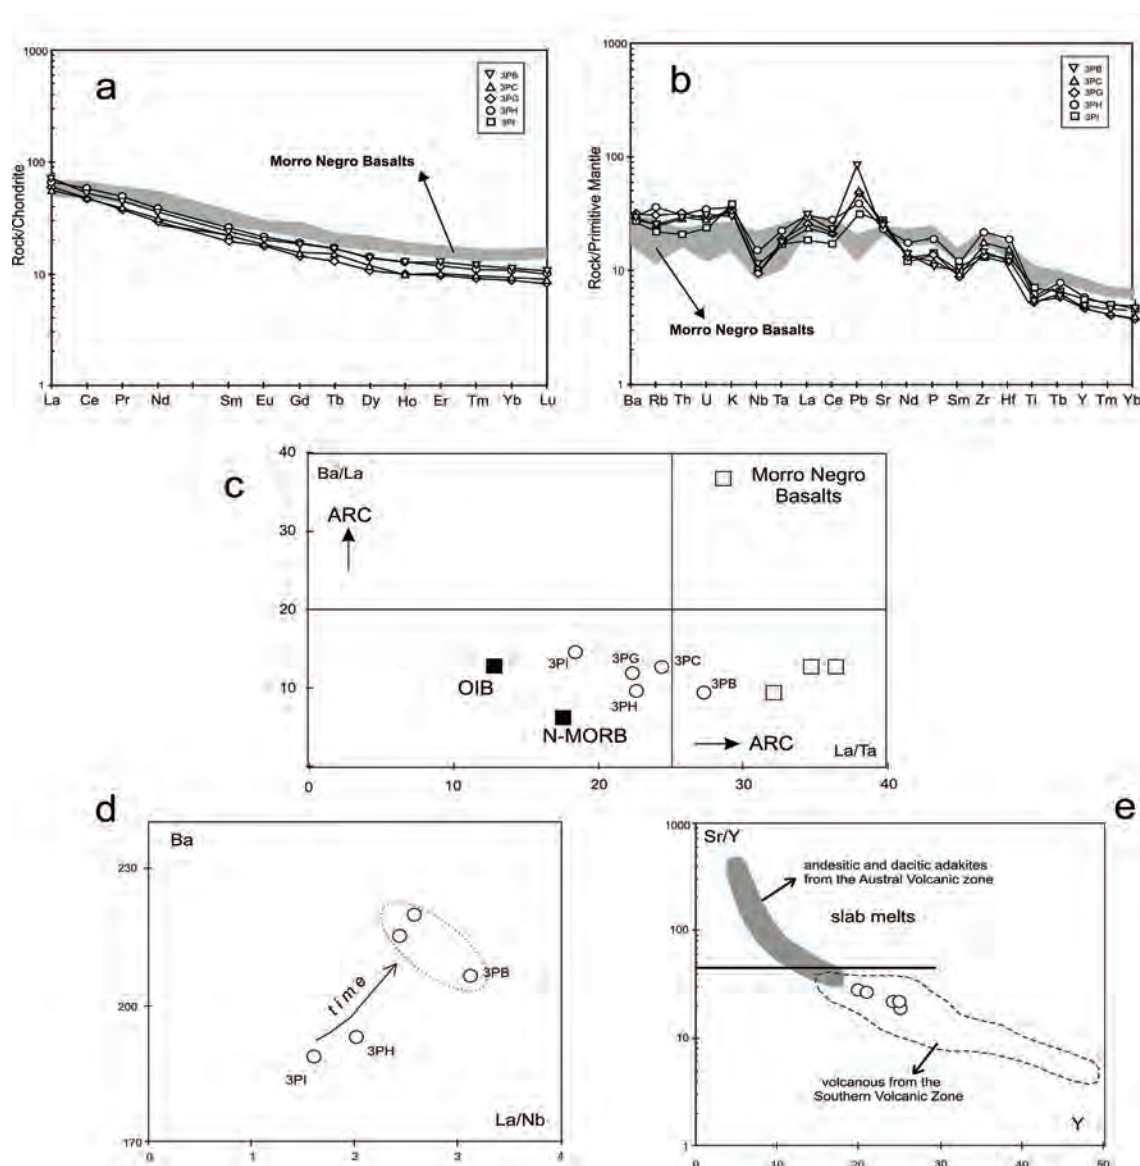 a
1000
100
10
1
Rock/Chondrite
3PB
3PC
3PG
3PH
3PI
Morro Negro Basalts
La Ce Pr Nd Sm Eu Gd Tb Dy Ho Er Tm Yb Lu
b
1000
100
10
1
Rock/Primitive Mantle
3PB
3PC
3PG
3PH
3PI
Morro Negro Basalts
Ba Rb Th U K Nb Ta La Ce Pb Sr Nd P Sm Zr Hf Ti Tb Y Tm Yb
c
40
30
20
10
Ba/La
ARC
Morro Negro
Basalts
3PI
3PG
3PC
3PH
3PB
OIB
N-MORB
ARC
La/Ta
0 10 20 30 40
d
Ba
230
200
170
time
3PB
3PH
3PI
La/Nb
0 1 2 3 4
e
Sr/Y
1000
100
10
1
andesitic and dacitic adakites
from the Austral Volcanic zone
slab melts
volcanous from the
Southern Volcanic Zone
Y
0 10 20 30 40 50